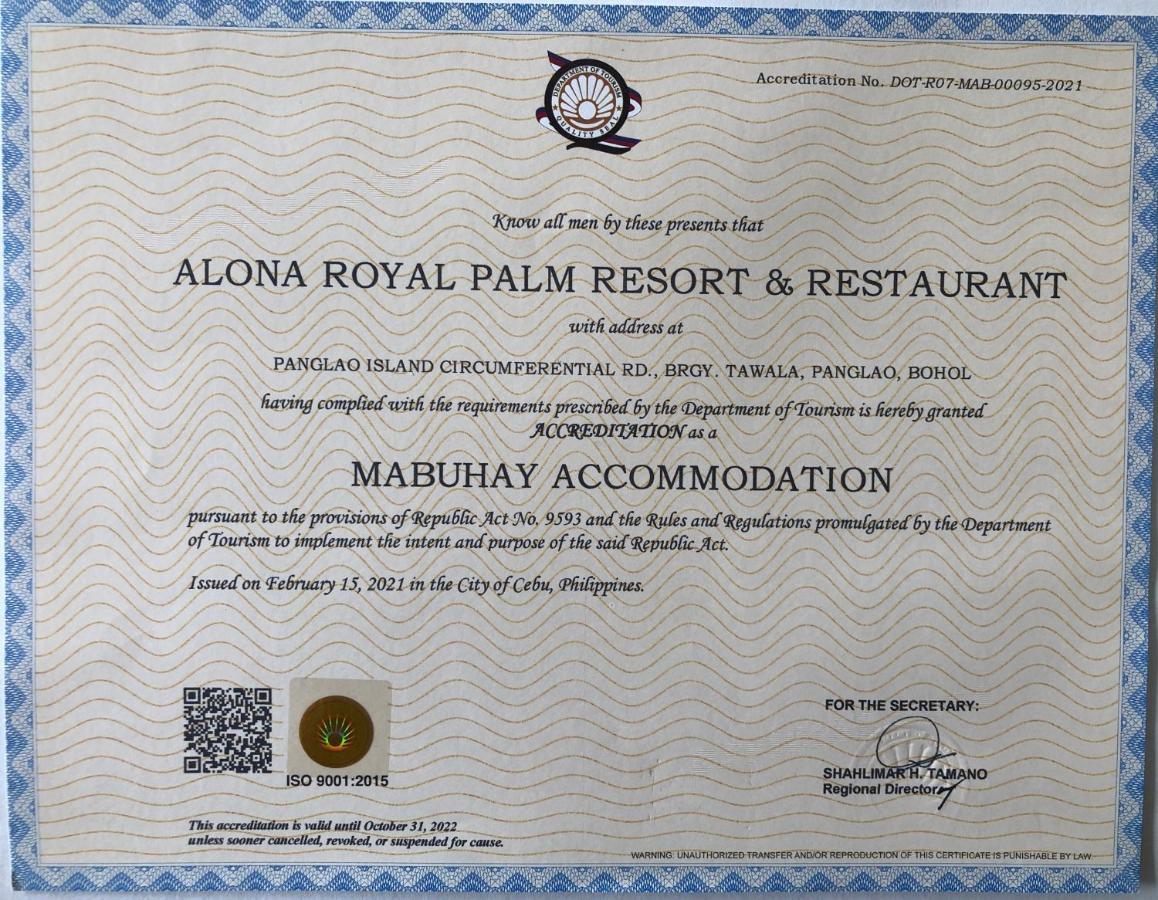 DEPARTMENT OF TOURISM
QUALITY SEAL
Accreditation No. DOT-R07-MAB-00095-2021
Know all men by these presents that
ALONA ROYAL PALM RESORT & RESTAURANT
with address at
PANGLAO ISLAND CIRCUMFERENTIAL RD., BRGY. TAWALA, PANGLAO, BOHOL
having complied with the requirements prescribed by the Department of Tourism is hereby granted
ACCREDITATION as a
MABUHAY ACCOMMODATION
pursuant to the provisions of Republic Act No. 9593 and the Rules and Regulations promulgated by the Department
of Tourism to implement the intent and purpose of the said Republic Act.
Issued on February 15, 2021 in the City of Cebu, Philippines.
ISO 9001:2015
FOR THE SECRETARY:
SHAHLIMAR H. TAMANO
Regional Director
This accreditation is valid until October 31, 2022
unless sooner cancelled, revoked, or suspended for cause.
WARNING: UNAUTHORIZED TRANSFER AND/OR REPRODUCTION OF THIS CERTIFICATE IS PUNISHABLE BY LAW